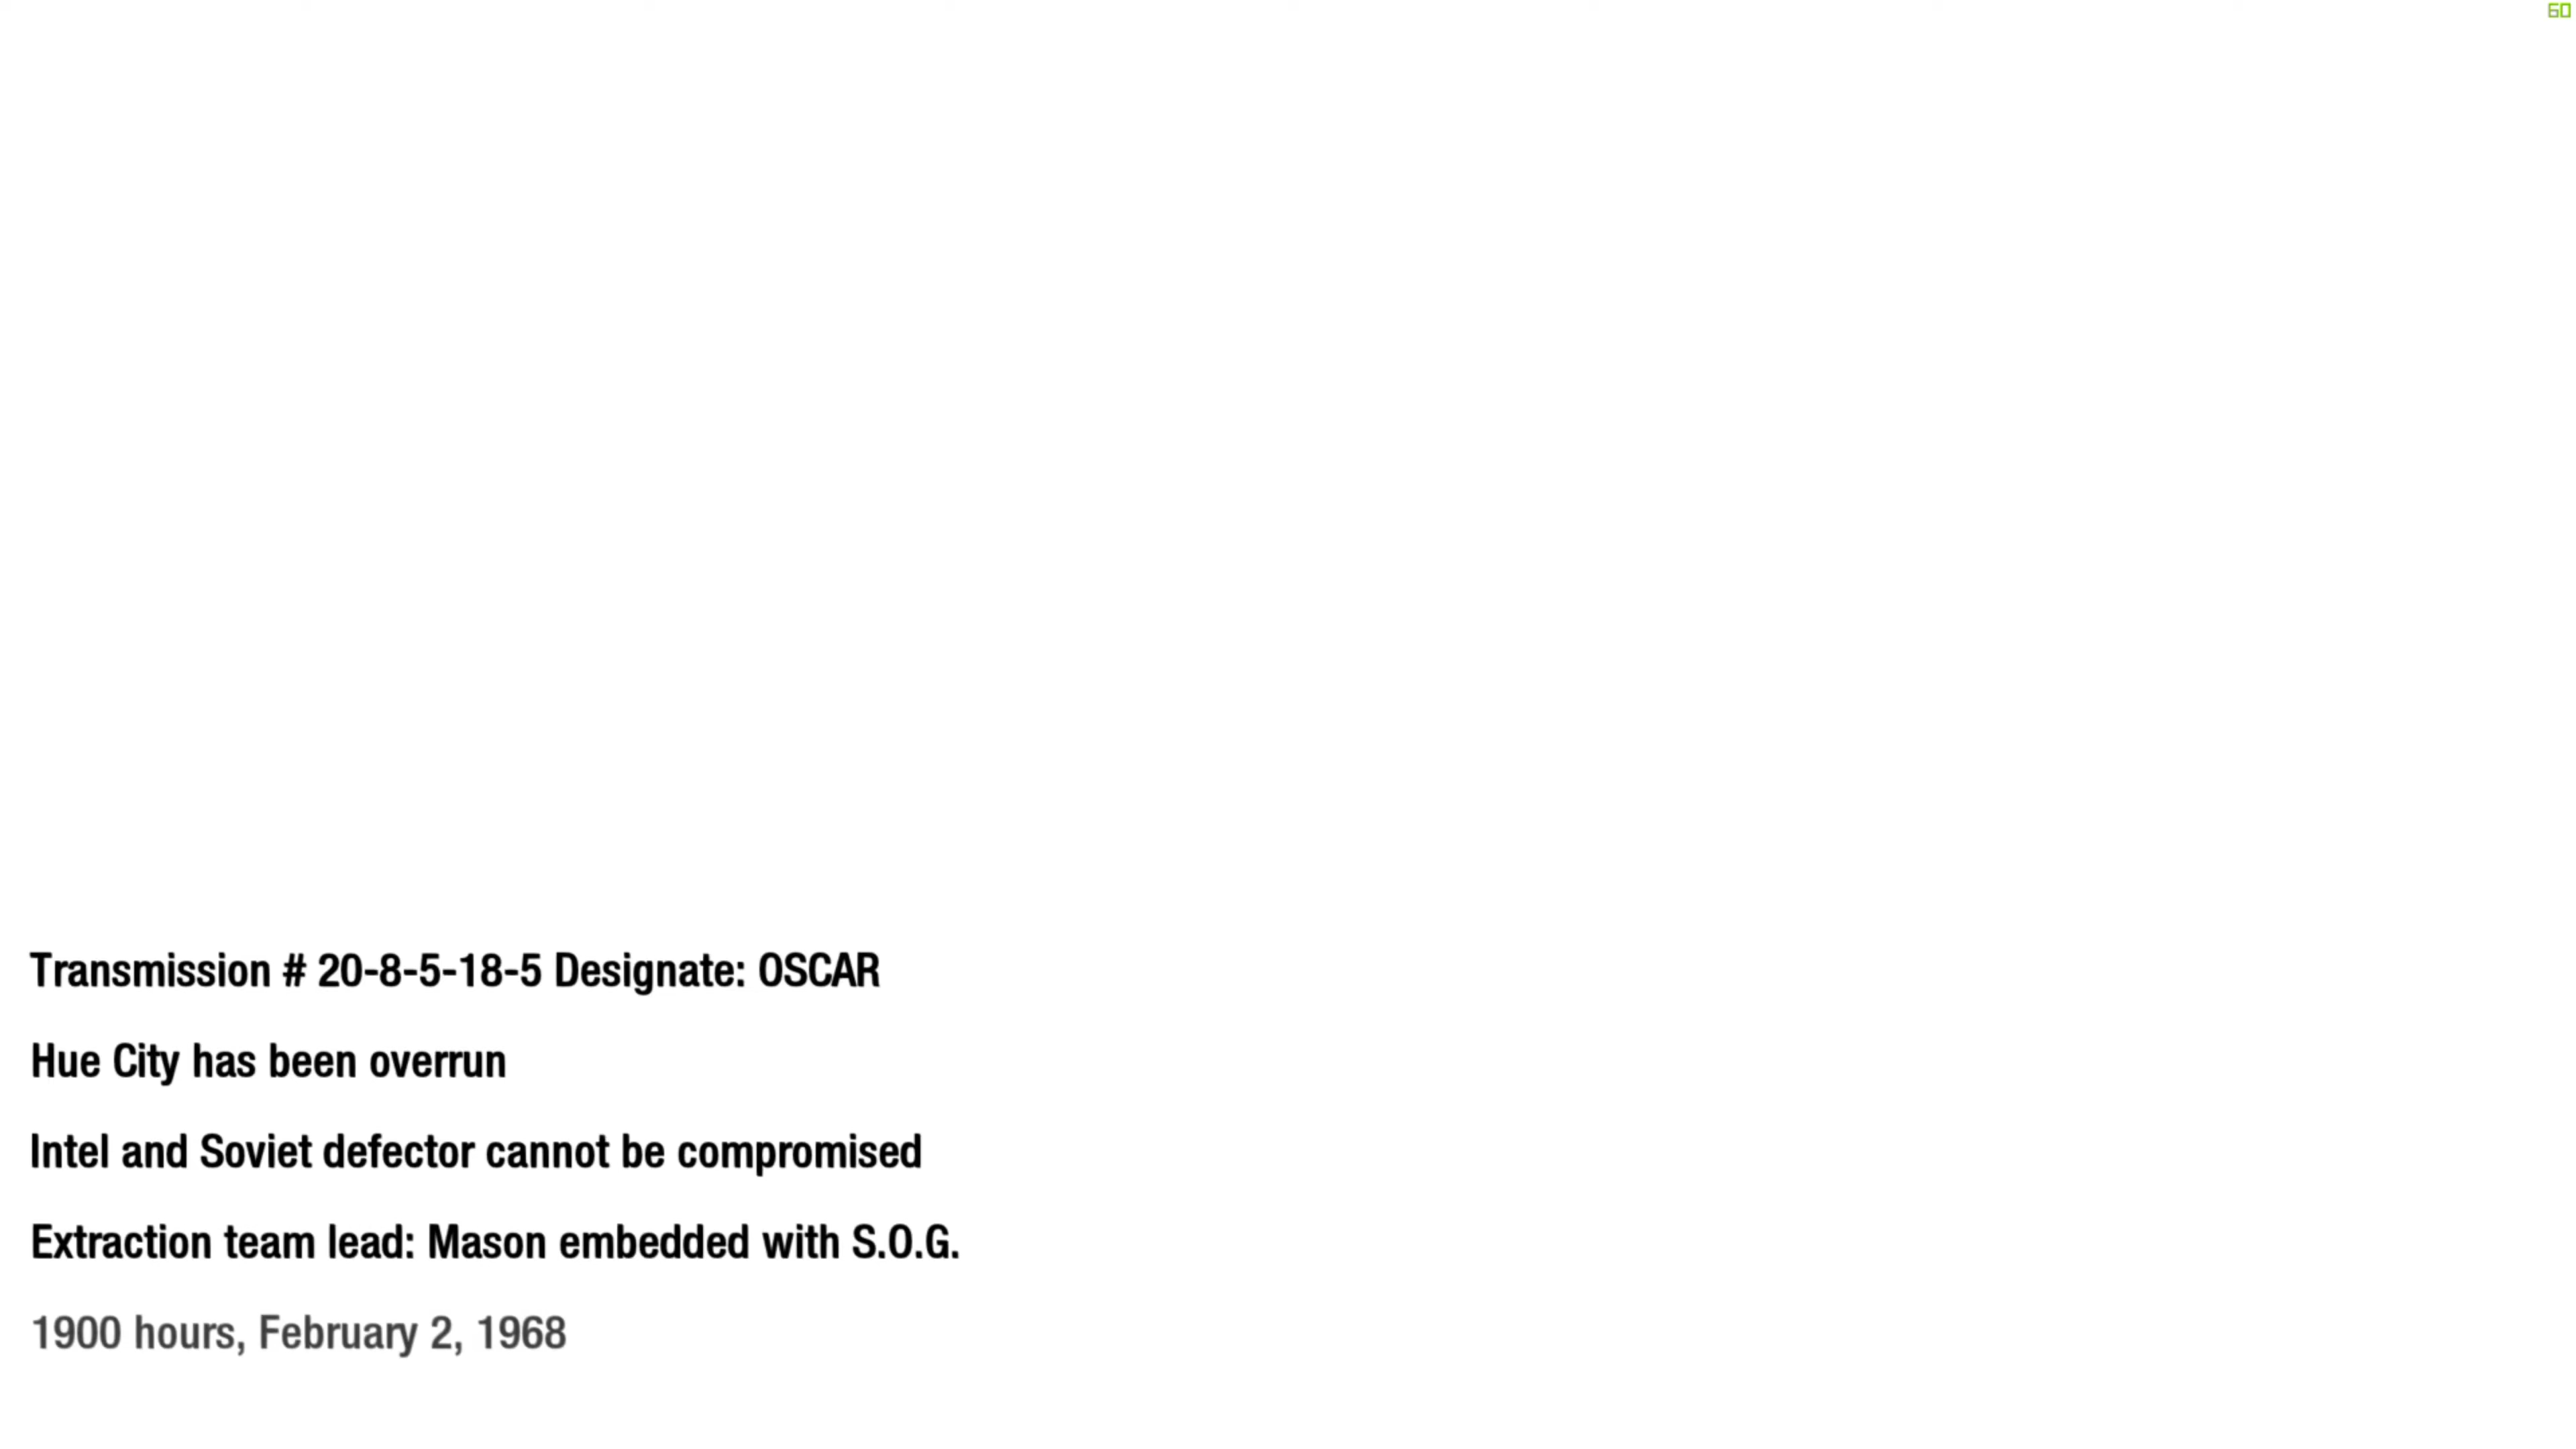 60
Transmission # 20-8-5-18-5 Designate: OSCAR
Hue City has been overrun
Intel and Soviet defector cannot be compromised
Extraction team lead: Mason embedded with S.O.G.
1900 hours, February 2, 1968